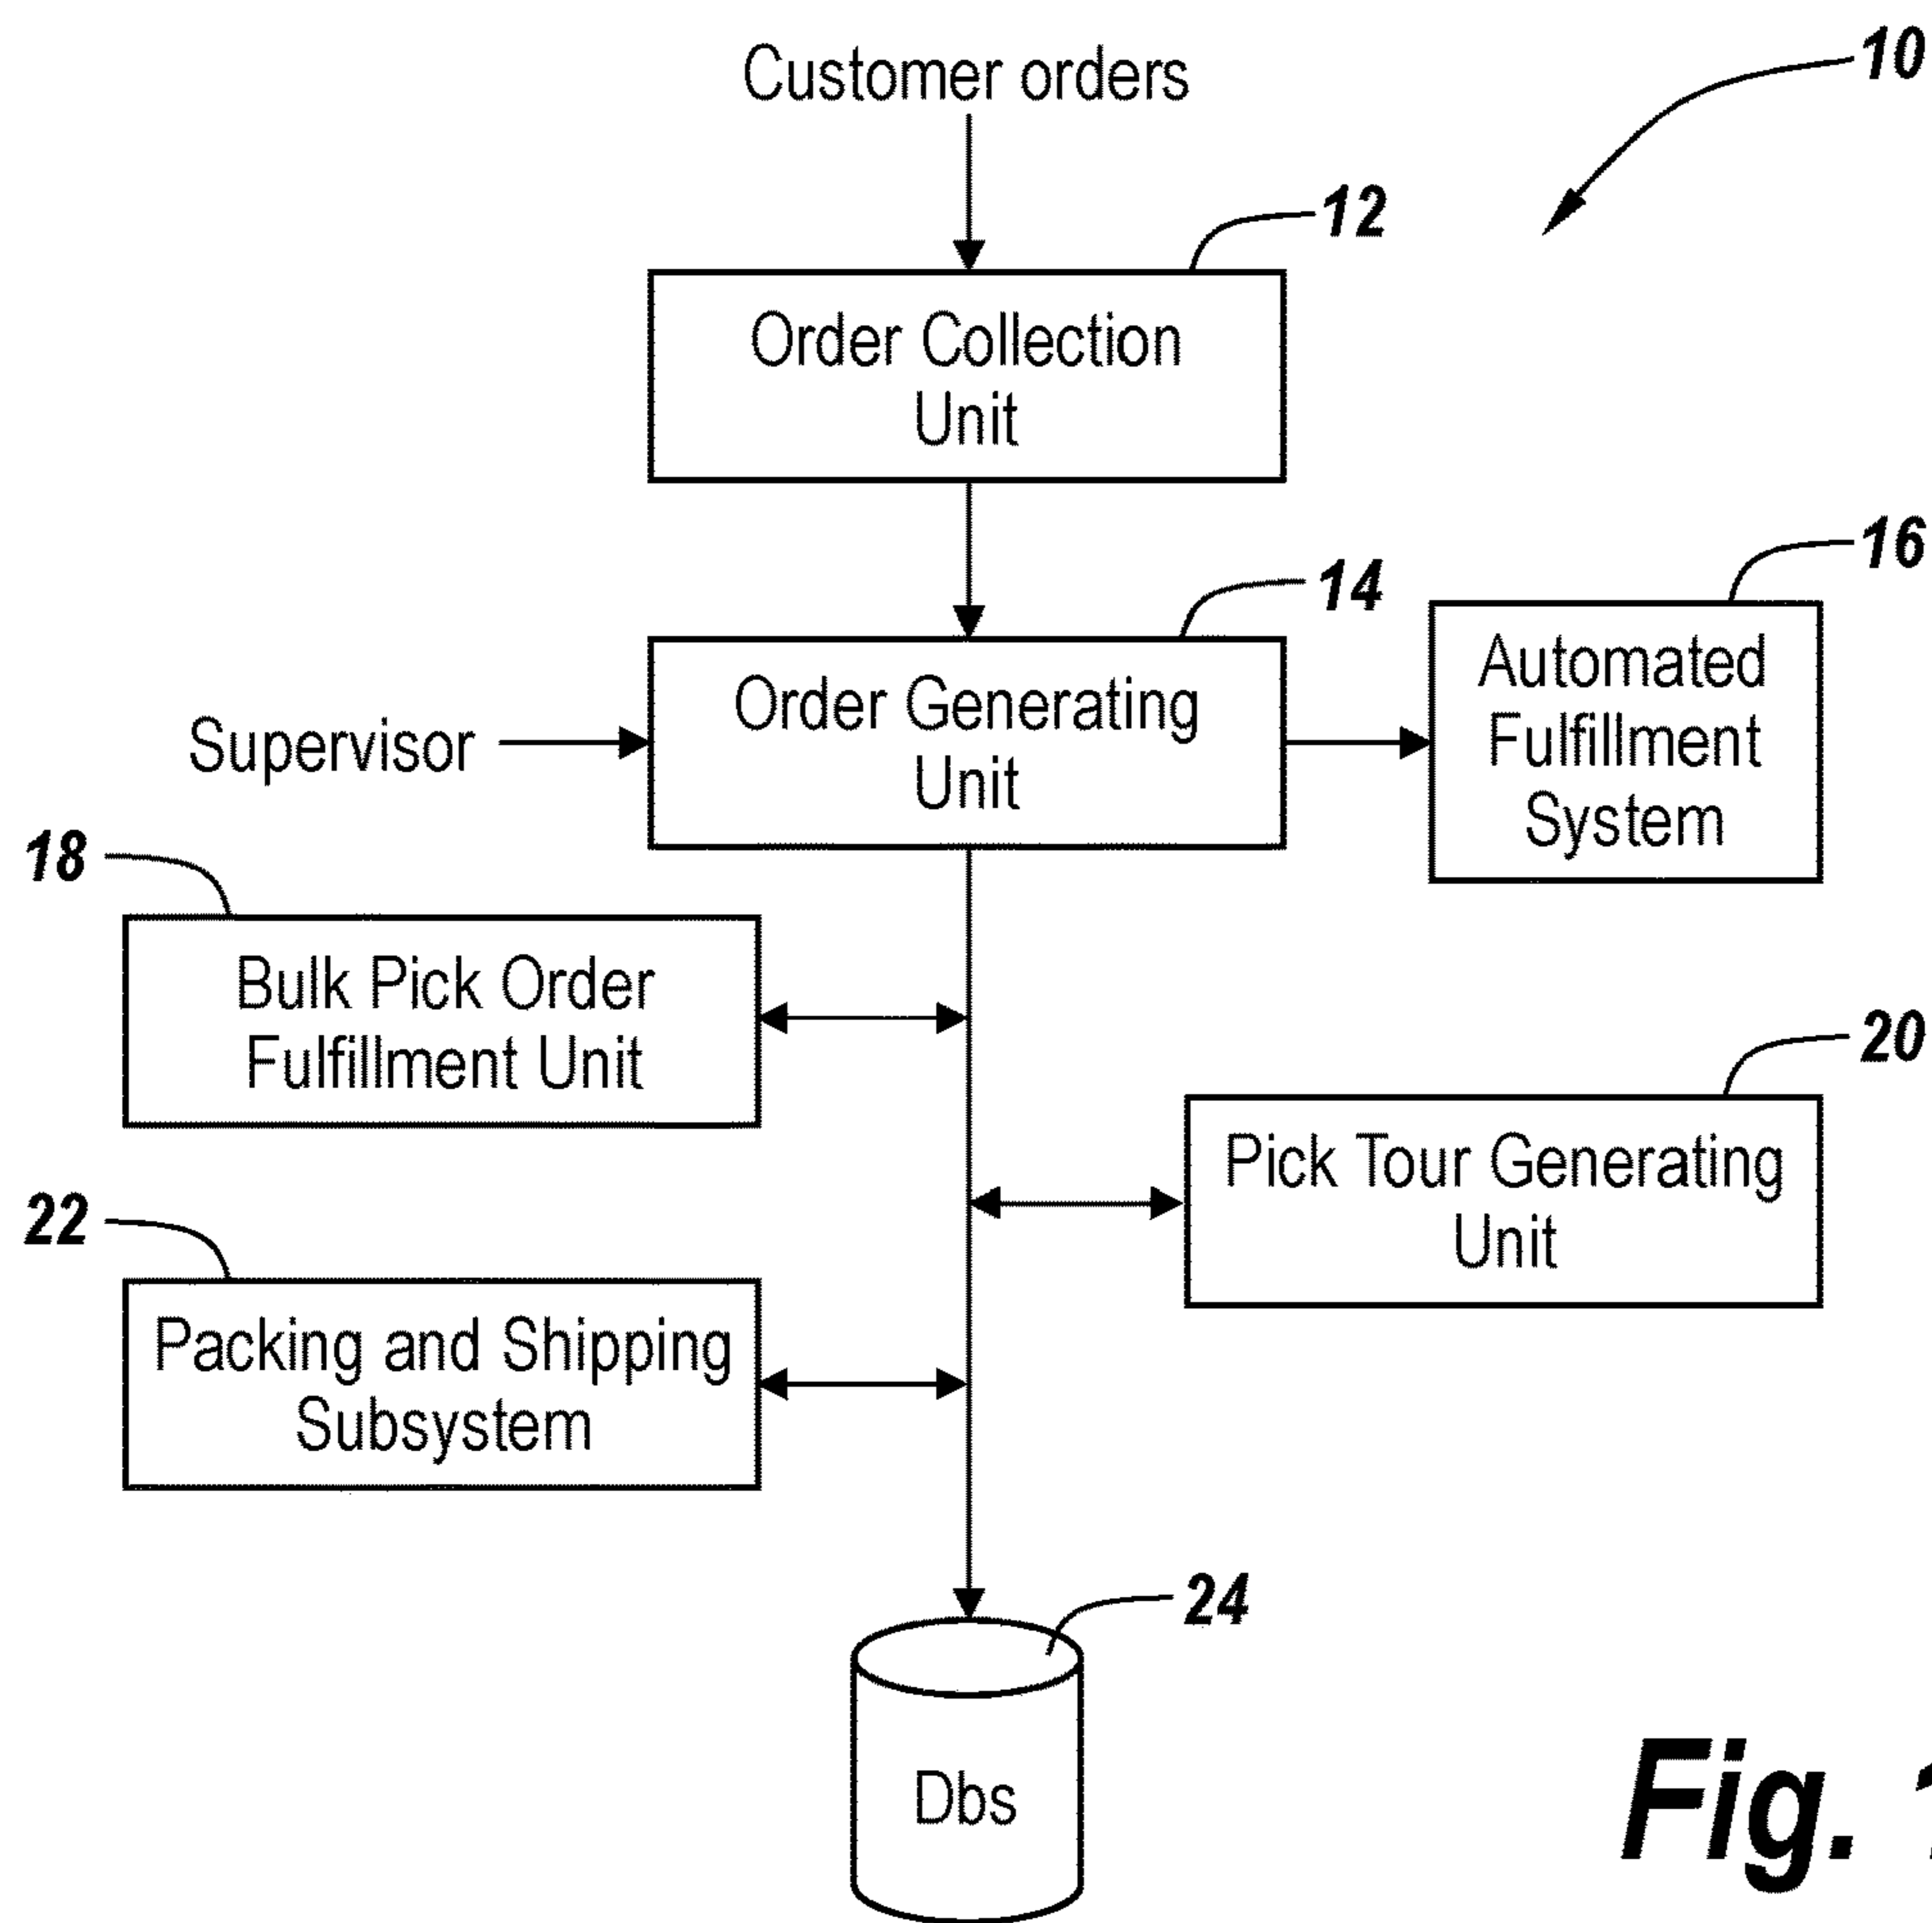 Customer orders
10
12
Order Collection
Unit
14
16
Order Generating
Unit
Automated
Fulfillment
System
Supervisor
18
Bulk Pick Order
Fulfillment Unit
20
Pick Tour Generating
Unit
22
Packing and Shipping
Subsystem
24
Dbs
Fig. 1